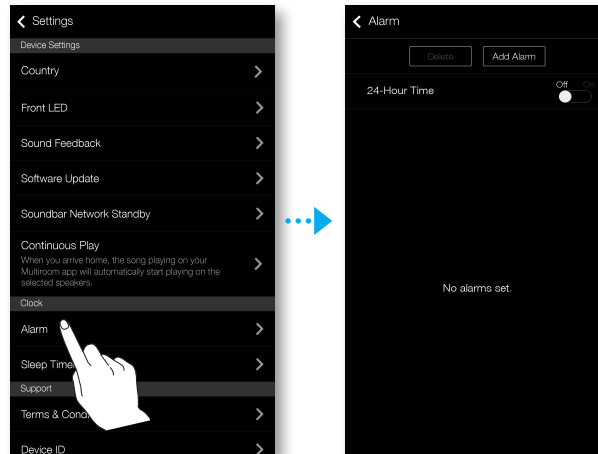 Settings
Device Settings
Country
Front LED
Sound Feedback
Software Update
Soundbar Network Standby
Continuous Play
When you arrive home, the song playing on your
Multiroom app will automatically start playing on the
selected speakers.
Clock
Alarm
Sleep Time
Support
Terms & Cond
Device ID
Alarm
Delete Add Alarm
24-Hour Time Off On
No alarms set.